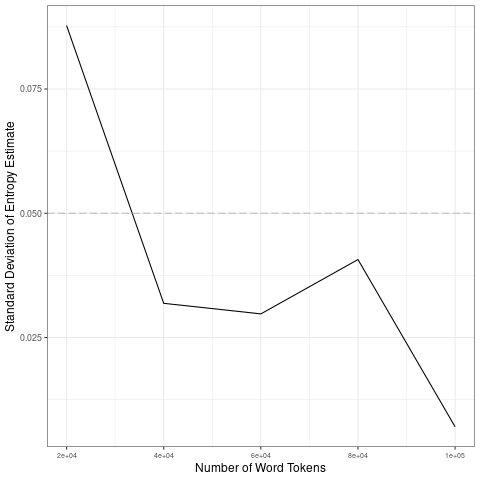 Standard Deviation of Entropy Estimate
0.075
0.050
0.025
2e+04 4e+04 6e+04 8e+04 1e+05
Number of Word Tokens